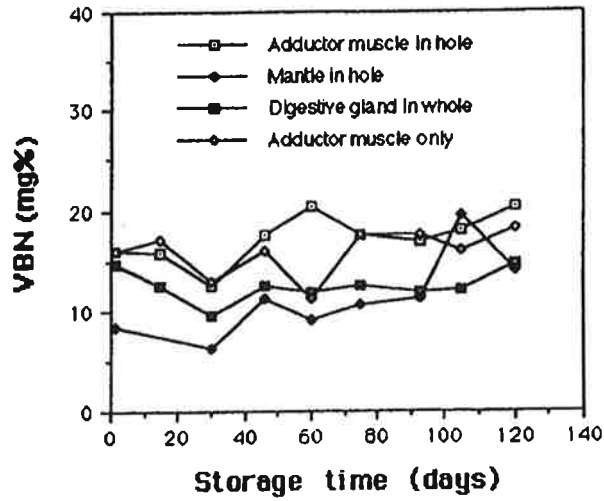 40
30
20
10
0
VBN (mg%)
Adductor muscle in hole
Mantle in hole
Digestive gland in whole
Adductor muscle only
0 20 40 60 80 100 120 140
Storage time (days)